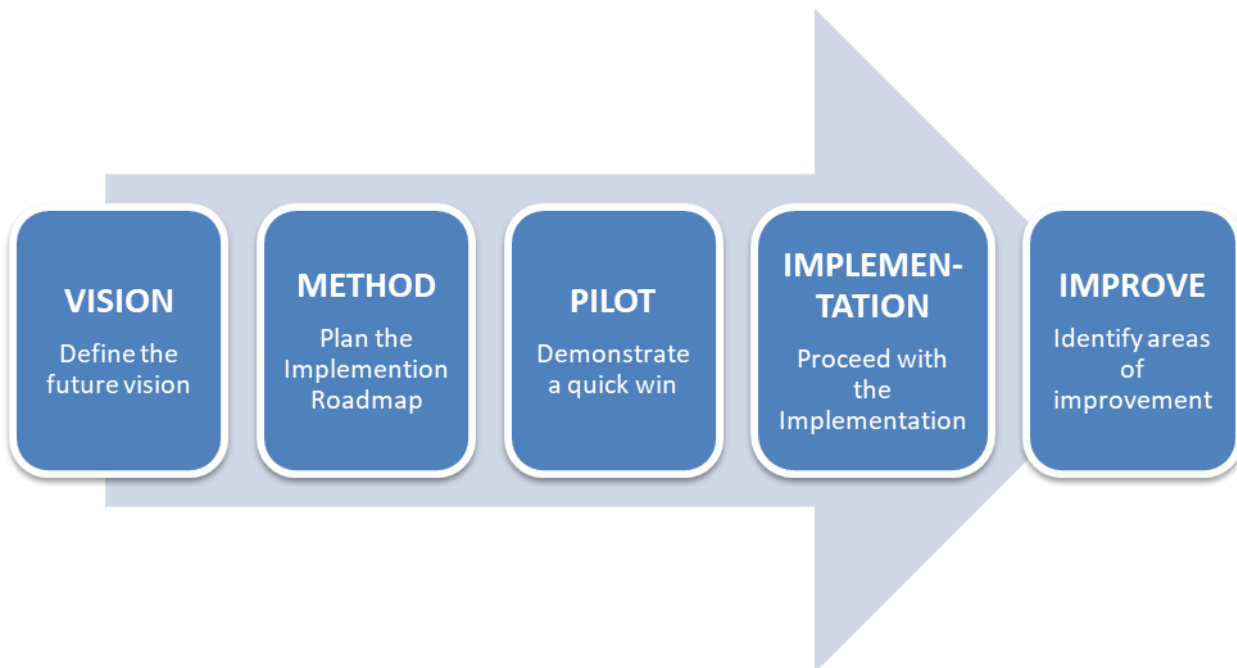 VISION
Define the
future vision
METHOD
Plan the
Implemention
Roadmap
PILOT
Demonstrate
a quick win
IMPLEMEN-
TATION
Proceed with
the
Implementation
IMPROVE
Identify areas
of
improvement